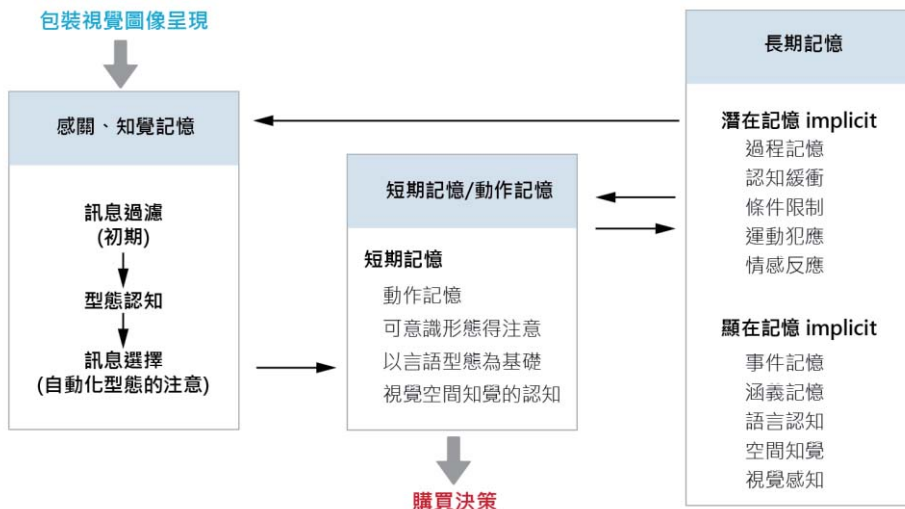 包裝視覺圖像呈現
感關、知覺記憶
訊息過濾
(初期)
型態認知
訊息選擇
(自動化型態的注意)
短期記憶/動作記憶
短期記憶
動作記憶
可意識形態得注意
以言語型態為基礎
視覺空間知覺的認知
購買決策
長期記憶
潛在記憶 implicit
過程記憶
認知緩衝
條件限制
運動犯應
情感反應
顯在記憶 implicit
事件記憶
涵義記憶
語言認知
空間知覺
視覺感知